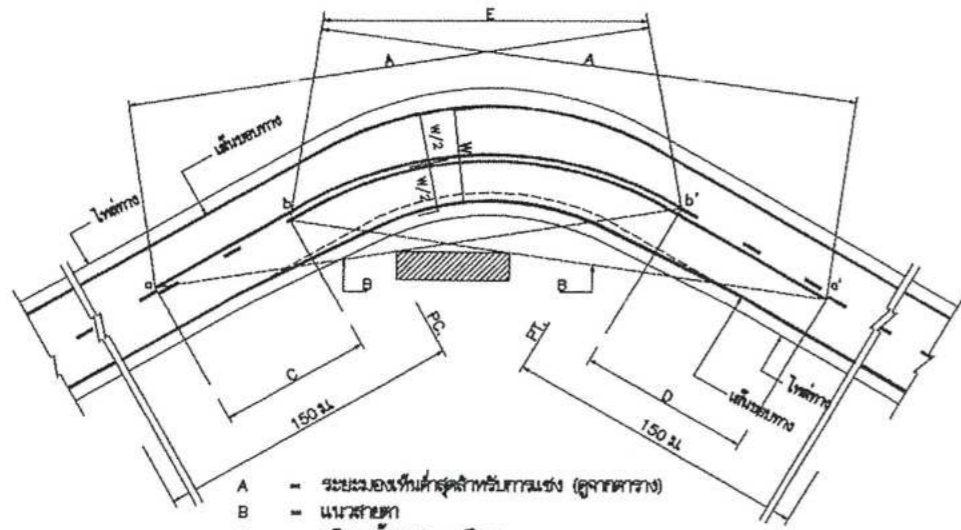 E
A
A
เส้นขอบทาง
W/2
W
W/2
ไหล่ทาง
b
b'
a
a'
B
B
PC.
PT.
C
D
150 ม
150 ม
เส้นขอบทาง
ไหล่ทาง
A = ระยะมองเห็นต่ำสุดสำหรับการแซง (ดูจากตาราง)
B = แนวสายตา